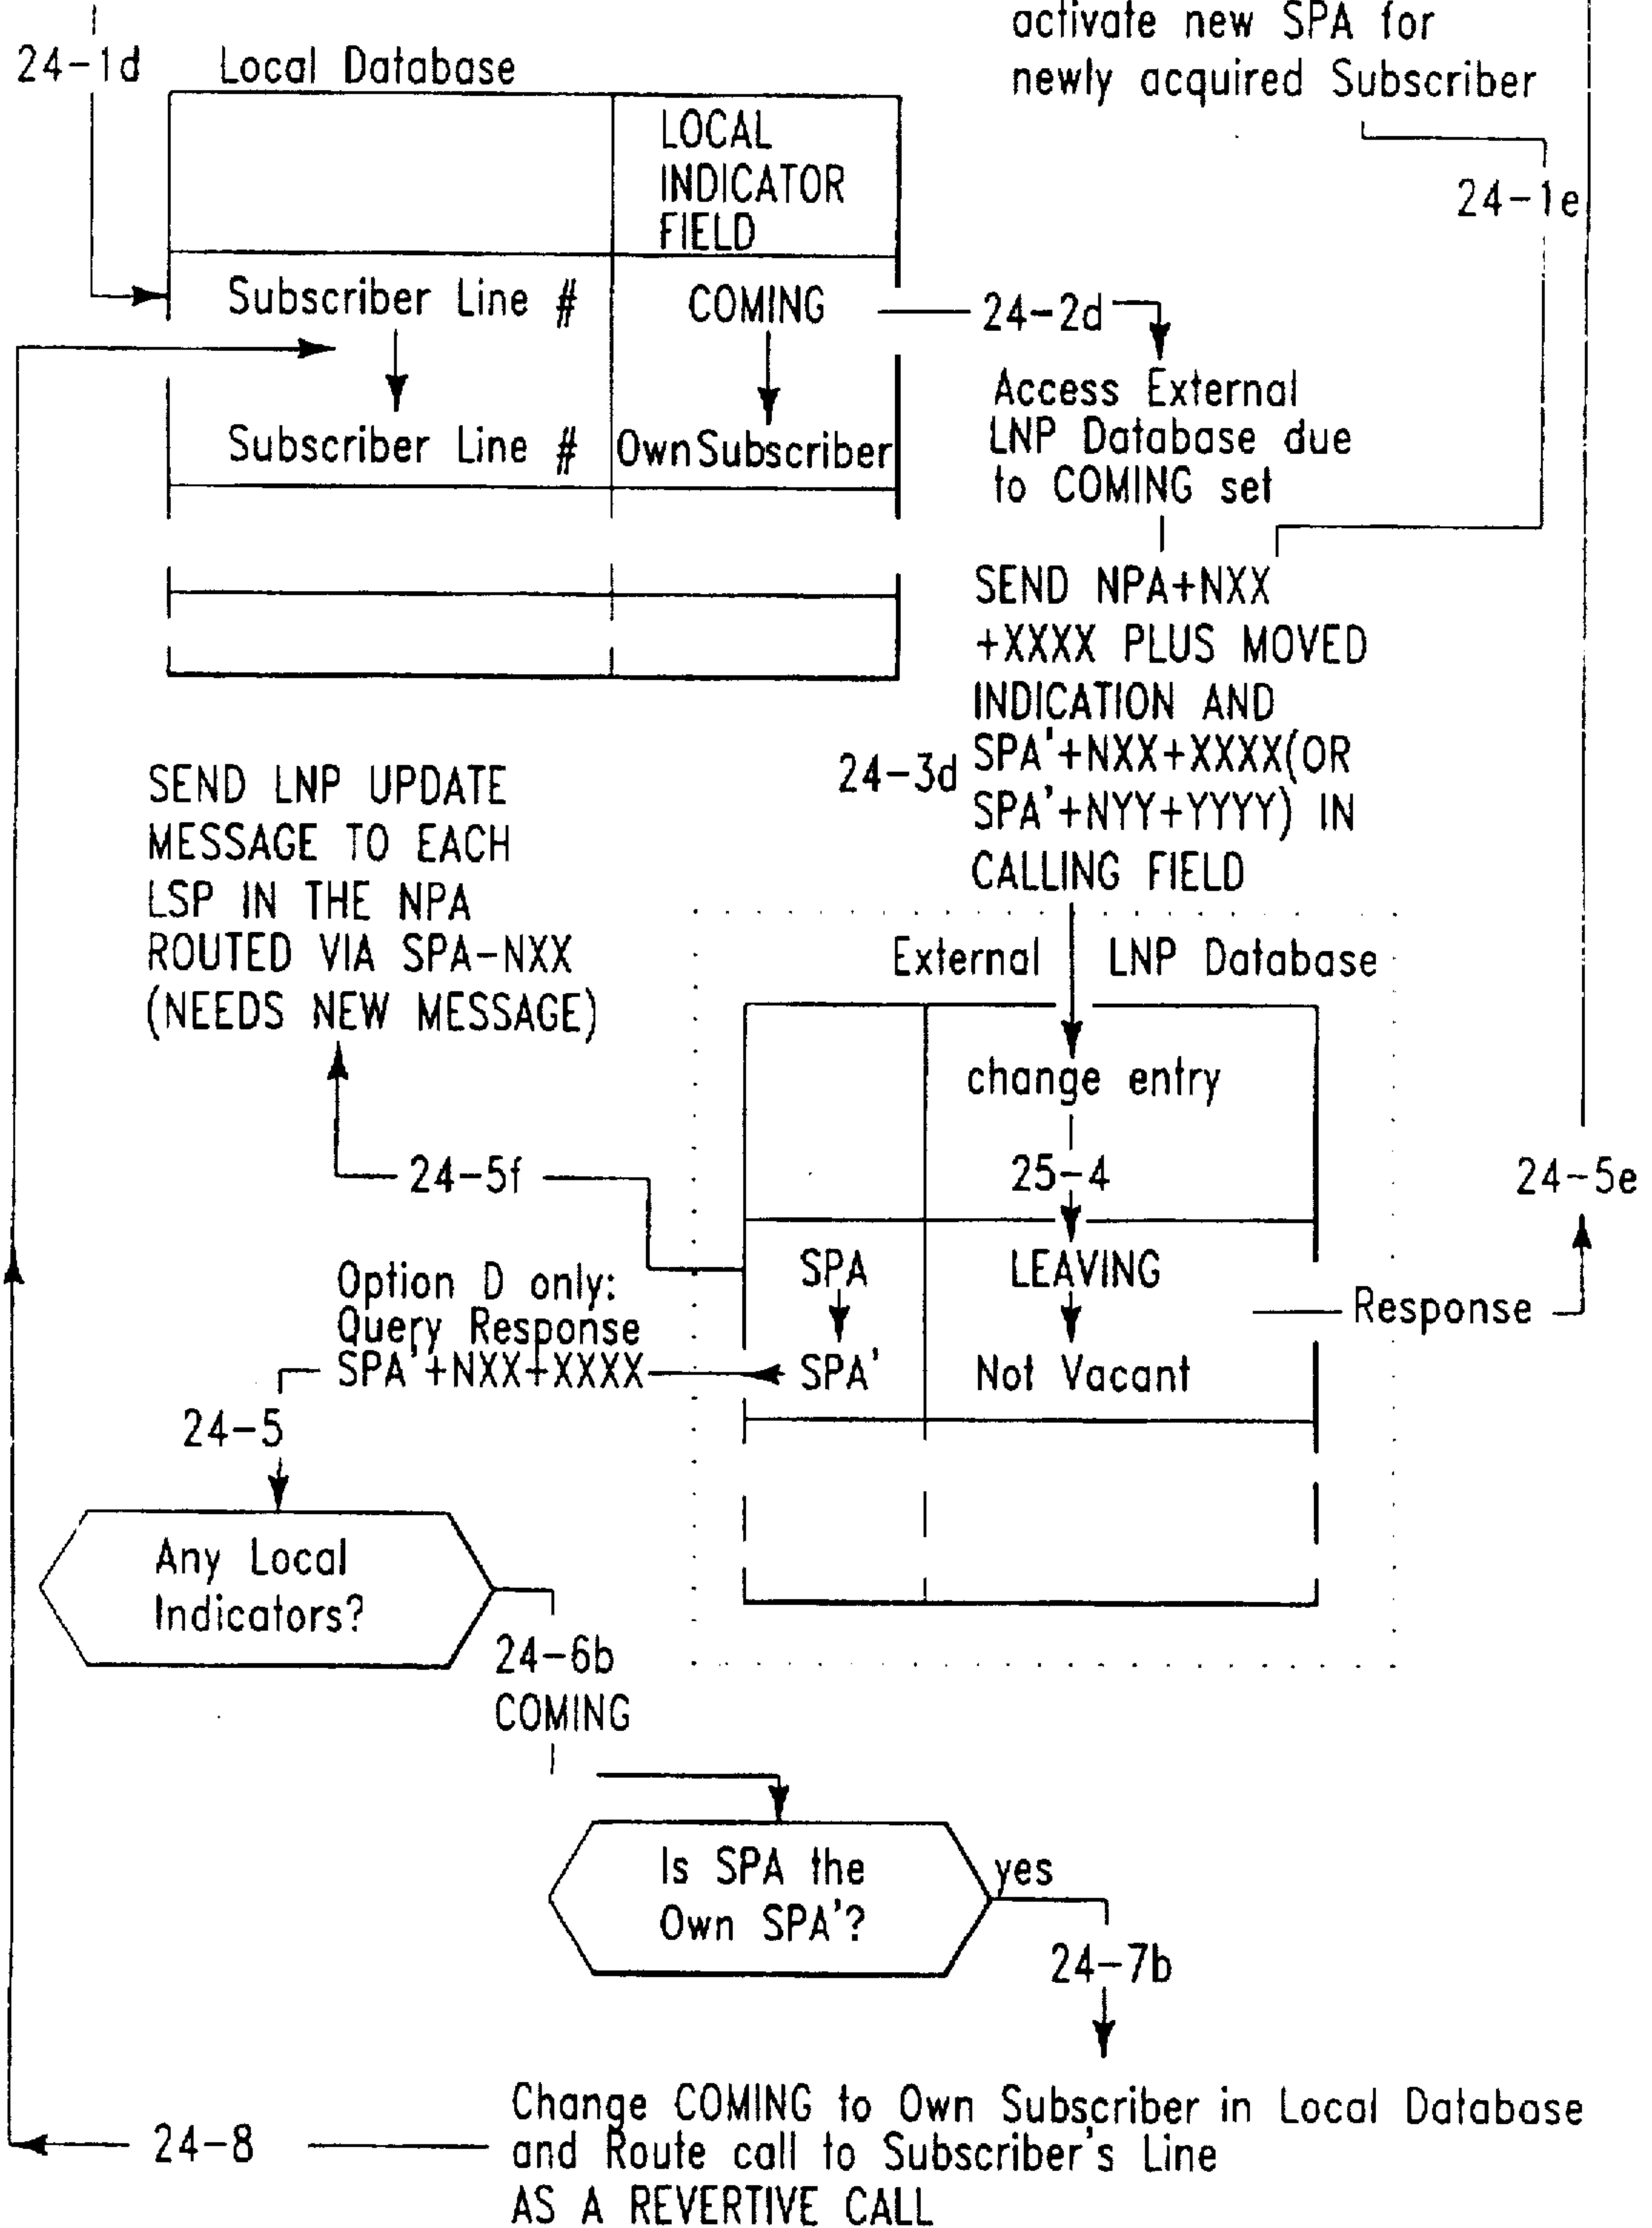 activate new SPA for
newly acquired Subscriber
24-1d
Local Database
LOCAL
INDICATOR
FIELD
24-1e
Subscriber Line #
COMING
24-2d
Subscriber Line #
Own Subscriber
Access External
LNP Database due
to COMING set
SEND NPA+NXX
+XXXX PLUS MOVED
INDICATION AND
SPA'+NXX+XXXX(OR
SPA'+NYY+YYYY) IN
CALLING FIELD
24-3d
SEND LNP UPDATE
MESSAGE TO EACH
LSP IN THE NPA
ROUTED VIA SPA-NXX
(NEEDS NEW MESSAGE)
External LNP Database
change entry
25-4
24-5f
24-5e
SPA
LEAVING
Response
SPA'
Not Vacant
Option D only:
Query Response
SPA'+NXX+XXXX
24-5
Any Local
Indicators?
24-6b
COMING
Is SPA the
Own SPA'?
yes
24-7b
Change COMING to Own Subscriber in Local Database
and Route call to Subscriber's Line
AS A REVERTIVE CALL
24-8